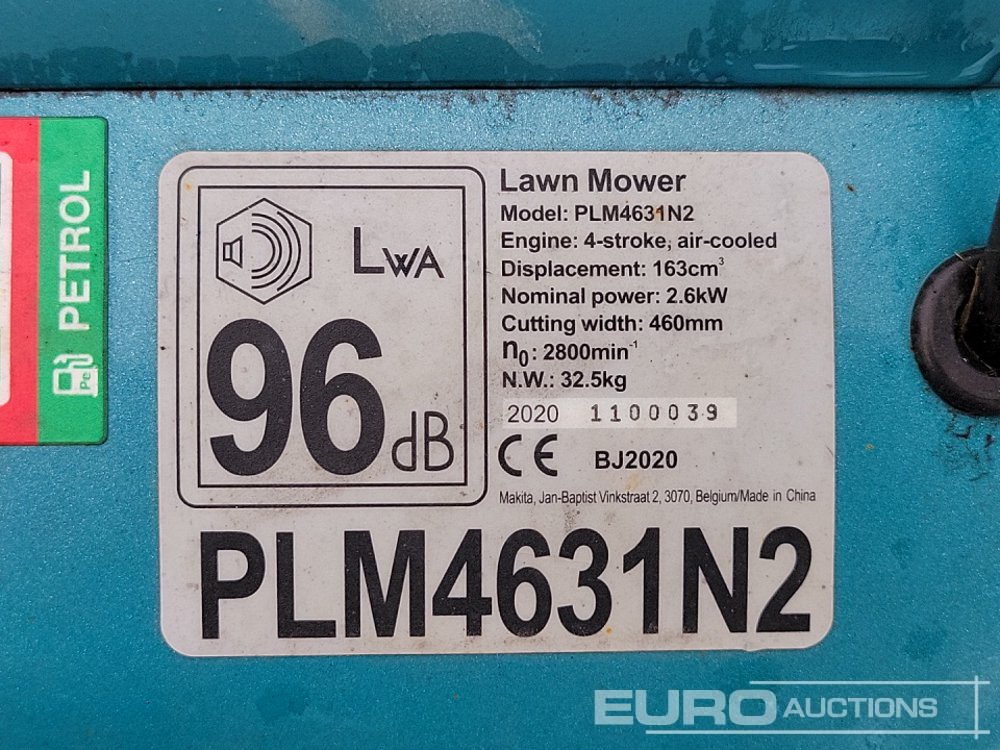 PETROL
Pe
LWA
96 dB
Lawn Mower
Model: PLM4631N2
Engine: 4-stroke, air-cooled
Displacement: 163cm³
Nominal power: 2.6kW
Cutting width: 460mm
n₀: 2800min⁻¹
N.W.: 32.5kg
2020 1100039
CE BJ2020
Makita, Jan-Baptist Vinkstraat 2, 3070, Belgium/Made in China
PLM4631N2
EURO AUCTIONS